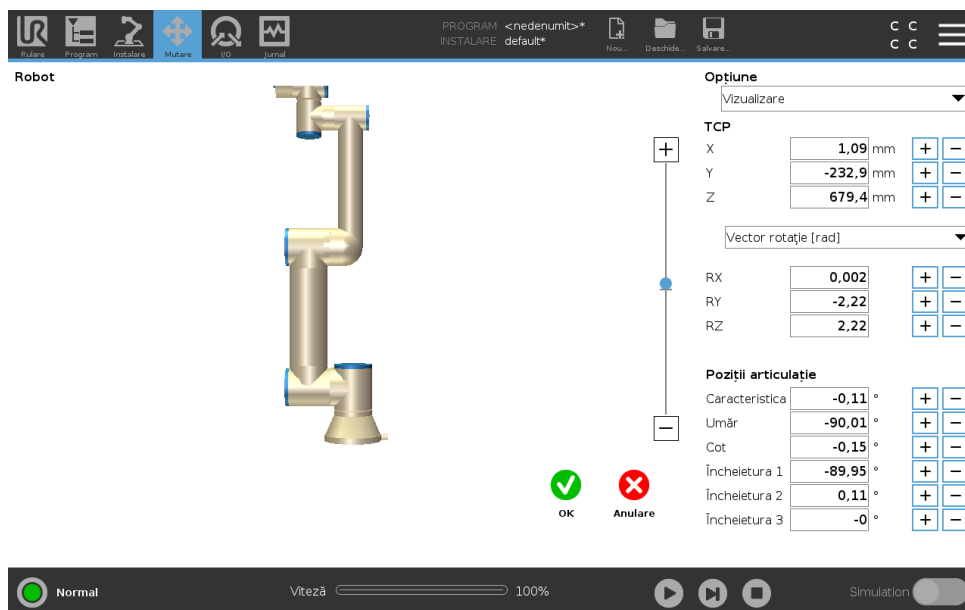 UR
Rulare
Program
Instalare
Mutare
I/O
Jurnal
PROGRAM <nedenumit>*
INSTALARE default*
Nou...
Deschide...
Salvare...
C C
C C
Robot
Opțiune
Vizualizare
TCP
X 1,09 mm + −
Y -232,9 mm + −
Z 679,4 mm + −
Vector rotație [rad]
RX 0,002 + −
RY -2,22 + −
RZ 2,22 + −
Poziții articulație
Caracteristica -0,11 ° + −
Umăr -90,01 ° + −
Cot -0,15 ° + −
Încheietura 1 -89,95 ° + −
Încheietura 2 0,11 ° + −
Încheietura 3 -0 ° + −
OK
Anulare
Normal
Viteză 100%
Simulation